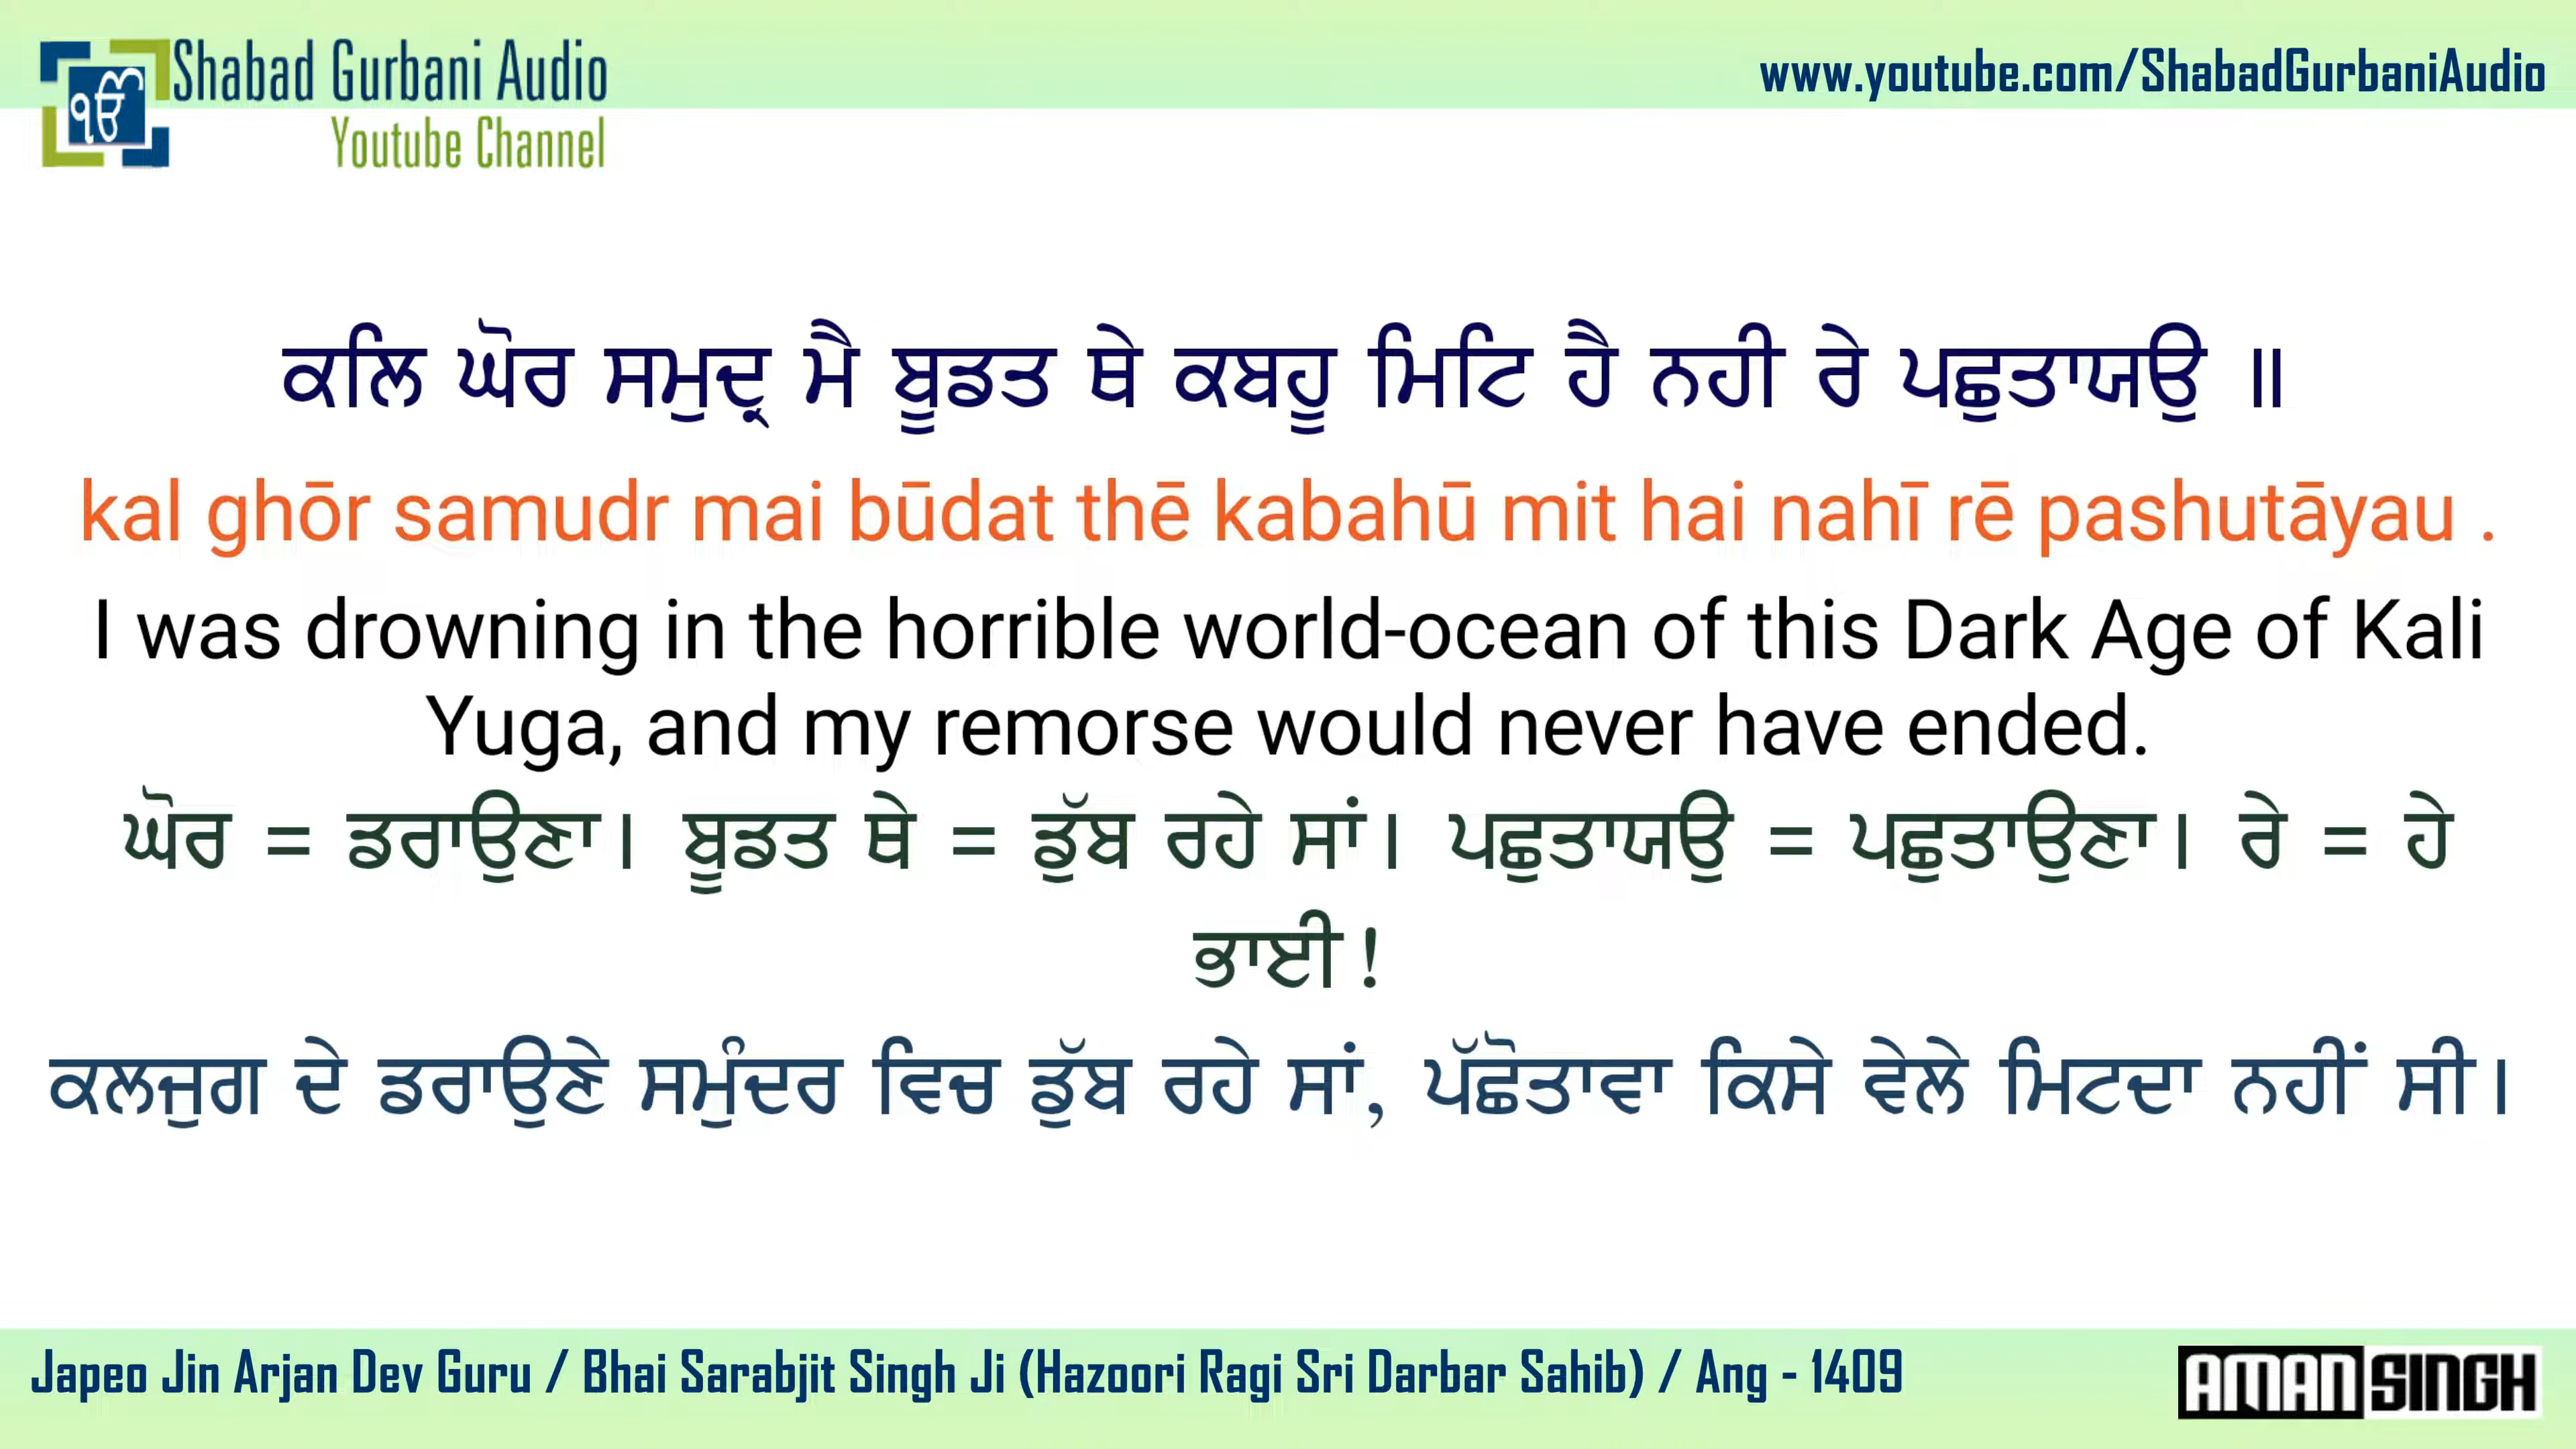 Shabad Gurbani Audio
Youtube Channel
ੴ
www.youtube.com/ShabadGurbaniAudio
ਕਲਿ ਘੋਰ ਸਮੁਦ੍ਰ ਮੈ ਬੂਡਤ ਥੇ ਕਬਹੂ ਮਿਟਿ ਹੈ ਨਹੀ ਰੇ ਪਛੁਤਾਯਉ ॥
kal ghōr samudr mai būdat thē kabahū mit hai nahī rē pashutāyau .
I was drowning in the horrible world-ocean of this Dark Age of Kali
Yuga, and my remorse would never have ended.
ਘੋਰ = ਡਰਾਉਣਾ। ਬੂਡਤ ਥੇ = ਡੁੱਬ ਰਹੇ ਸਾਂ। ਪਛੁਤਾਯਉ = ਪਛੁਤਾਉਣਾ। ਰੇ = ਹੇ
ਭਾਈ!
ਕਲਜੁਗ ਦੇ ਡਰਾਉਣੇ ਸਮੁੰਦਰ ਵਿਚ ਡੁੱਬ ਰਹੇ ਸਾਂ, ਪੱਛੋਤਾਵਾ ਕਿਸੇ ਵੇਲੇ ਮਿਟਦਾ ਨਹੀਂ ਸੀ।
Japeo Jin Arjan Dev Guru / Bhai Sarabjit Singh Ji (Hazoori Ragi Sri Darbar Sahib) / Ang - 1409
AMAN SINGH